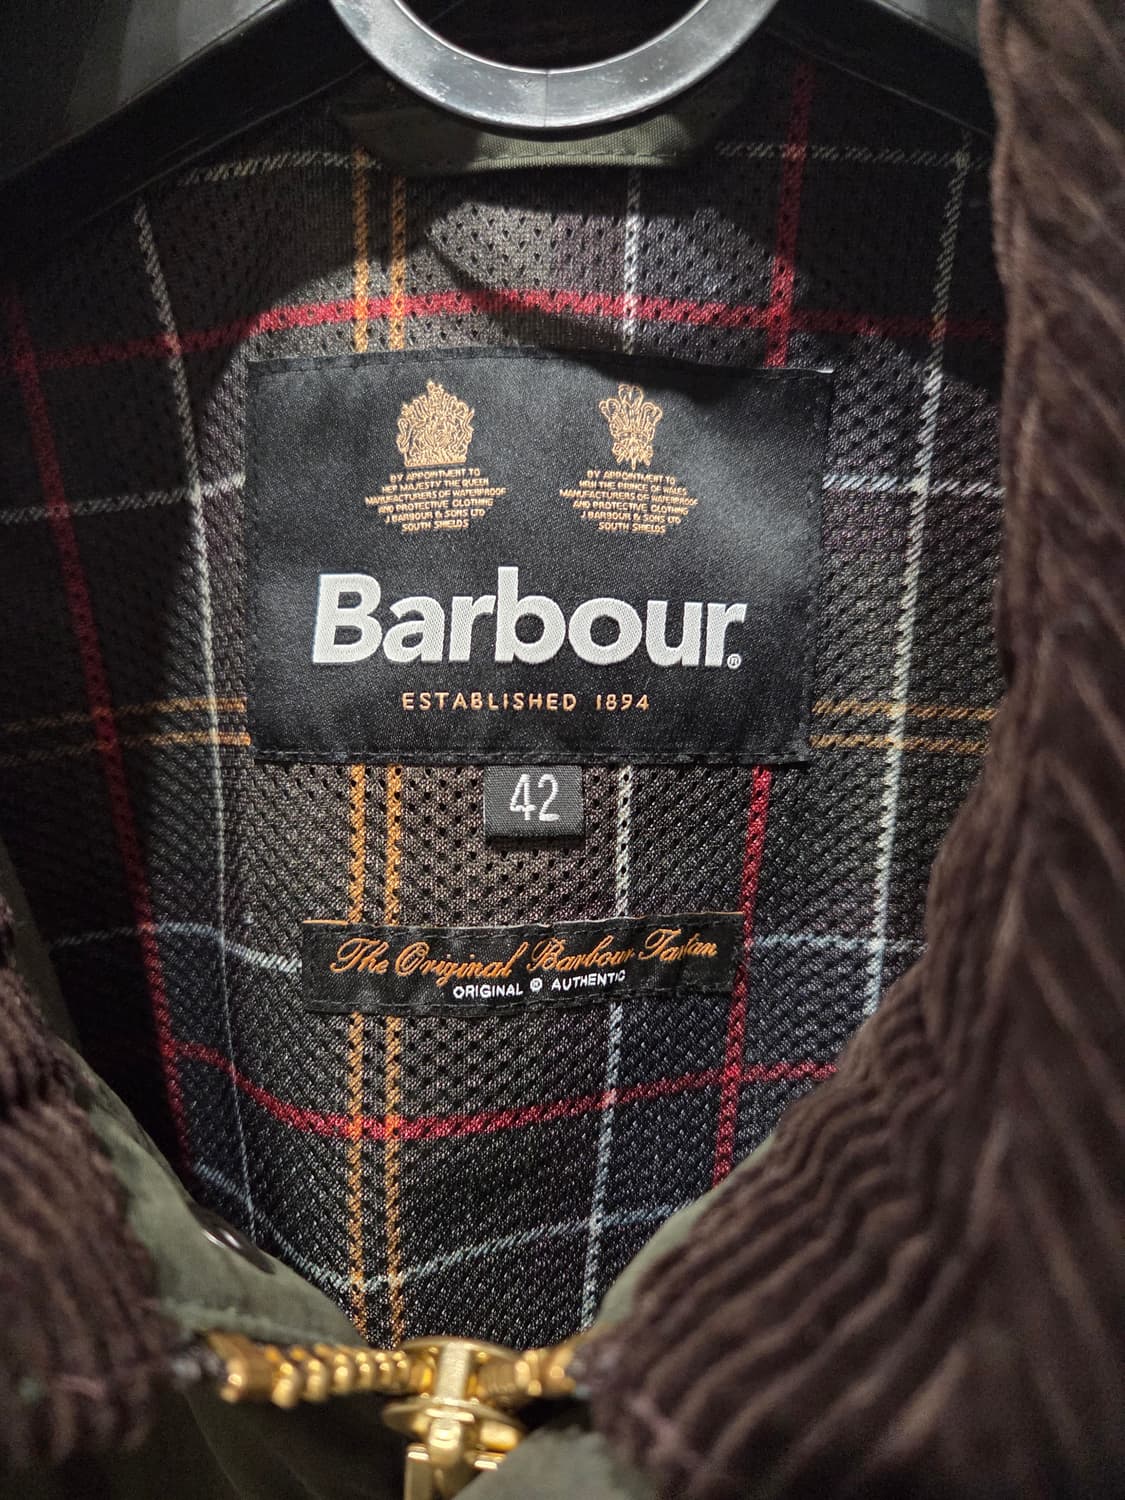 BY APPOINTMENT TO
HER MAJESTY THE QUEEN
MANUFACTURERS OF WATERPROOF
AND PROTECTIVE CLOTHING
J BARBOUR & SONS LTD
SOUTH SHIELDS
BY APPOINTMENT TO
HRH THE PRINCE OF WALES
MANUFACTURERS OF WATERPROOF
AND PROTECTIVE CLOTHING
J BARBOUR & SONS LTD
SOUTH SHIELDS
Barbour®
ESTABLISHED 1894
42
The Original Barbour Tartan
ORIGINAL © AUTHENTIC